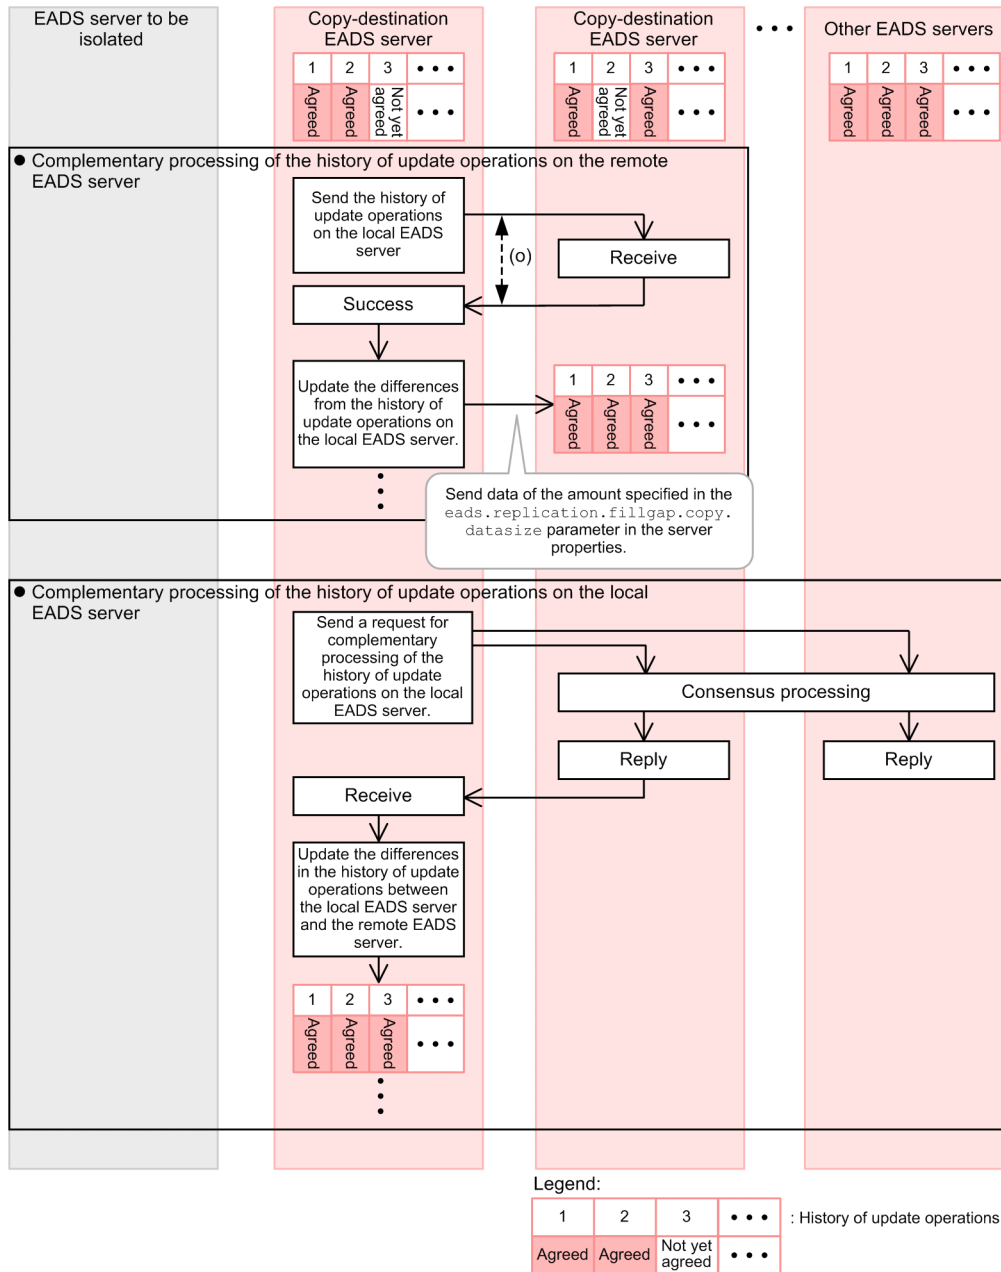 EADS server to be
isolated
Copy-destination
EADS server
Copy-destination
EADS server
• • •
Other EADS servers
1 2 3 • • •
Agreed Agreed Not yet agreed • • •
1 2 3 • • •
Agreed Not yet agreed Agreed • • •
1 2 3 • • •
Agreed Agreed Agreed • • •
● Complementary processing of the history of update operations on the remote
EADS server
Send the history of
update operations
on the local EADS
server
(o)
Receive
Success
Update the differences
from the history of
update operations on
the local EADS server.
1 2 3 • • •
Agreed Agreed Agreed • • •
Send data of the amount specified in the
eads.replication.fillgap.copy.
datasize parameter in the server
properties.
● Complementary processing of the history of update operations on the local
EADS server
Send a request for
complementary
processing of the
history of update
operations on the local
EADS server.
Consensus processing
Reply
Reply
Receive
Update the differences
in the history of update
operations between
the local EADS server
and the remote EADS
server.
1 2 3 • • •
Agreed Agreed Agreed • • •
Legend:
1 2 3 • • •
Agreed Agreed Not yet agreed • • •
: History of update operations